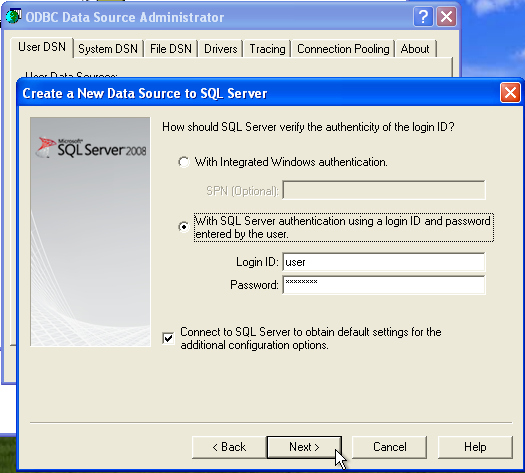 ODBC Data Source Administrator
User DSN System DSN File DSN Drivers Tracing Connection Pooling About
User Data Sources:
Create a New Data Source to SQL Server
Microsoft
SQL Server 2008
How should SQL Server verify the authenticity of the login ID?
With Integrated Windows authentication.
SPN (Optional):
With SQL Server authentication using a login ID and password
entered by the user.
Login ID: user
Password: ********
Connect to SQL Server to obtain default settings for the
additional configuration options.
< Back Next > Cancel Help